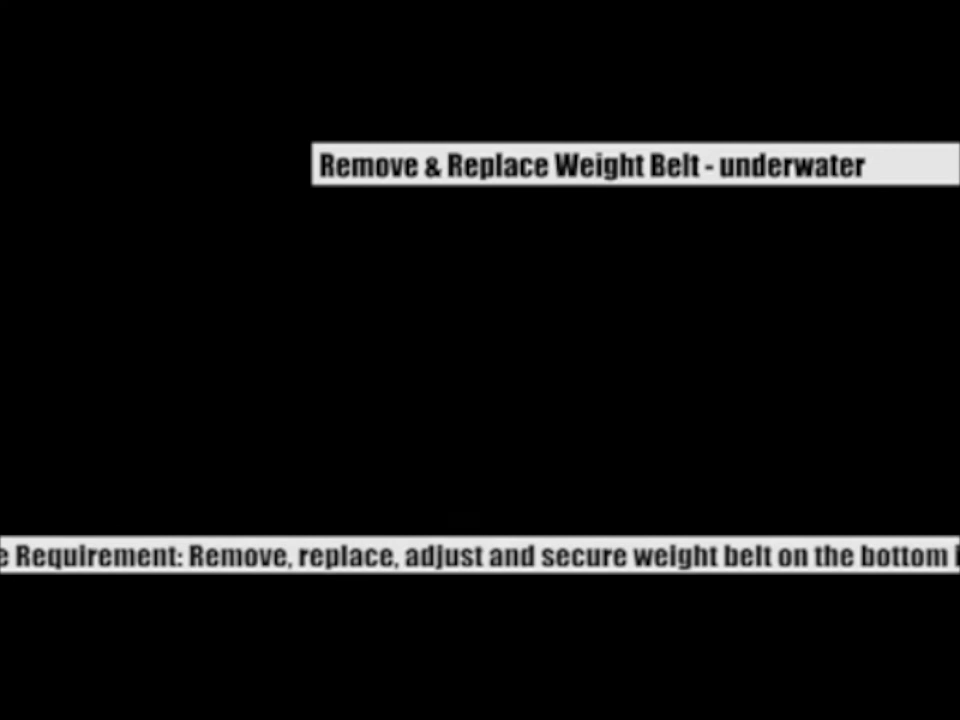 Remove & Replace Weight Belt - underwater
Requirement: Remove, replace, adjust and secure weight belt on the bottom